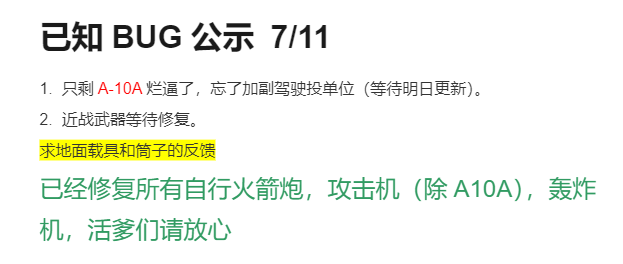 已知 BUG 公示 7/11
1. 只剩 A-10A 烂逼了，忘了加副驾驶投单位（等待明日更新）。
2. 近战武器等待修复。
求地面载具和筒子的反馈
已经修复所有自行火箭炮，攻击机（除 A10A），轰炸
机，活爹们请放心